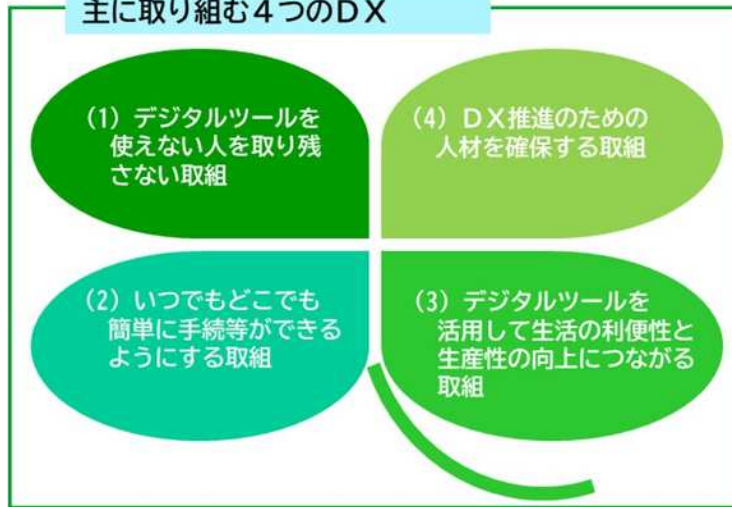 主に取り組む４つのＤＸ
(1) デジタルツールを
使えない人を取り残
さない取組
(2) いつでもどこでも
簡単に手続等ができる
ようにする取組
(3) デジタルツールを
活用して生活の利便性と
生産性の向上につながる
取組
(4) ＤＸ推進のための
人材を確保する取組